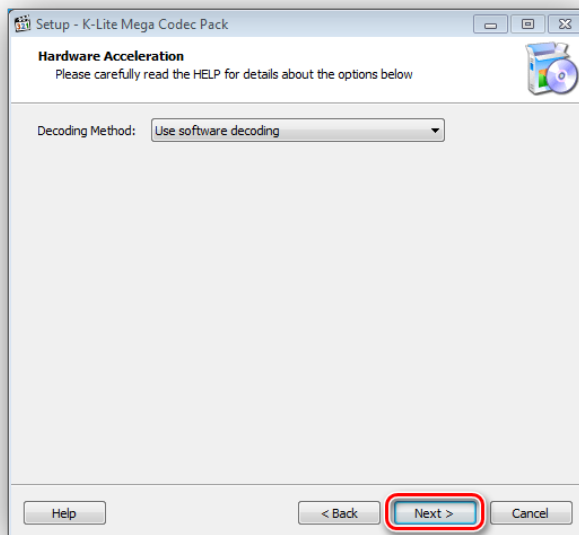 Setup - K-Lite Mega Codec Pack
Hardware Acceleration
Please carefully read the HELP for details about the options below
Decoding Method: Use software decoding
Help < Back Next > Cancel